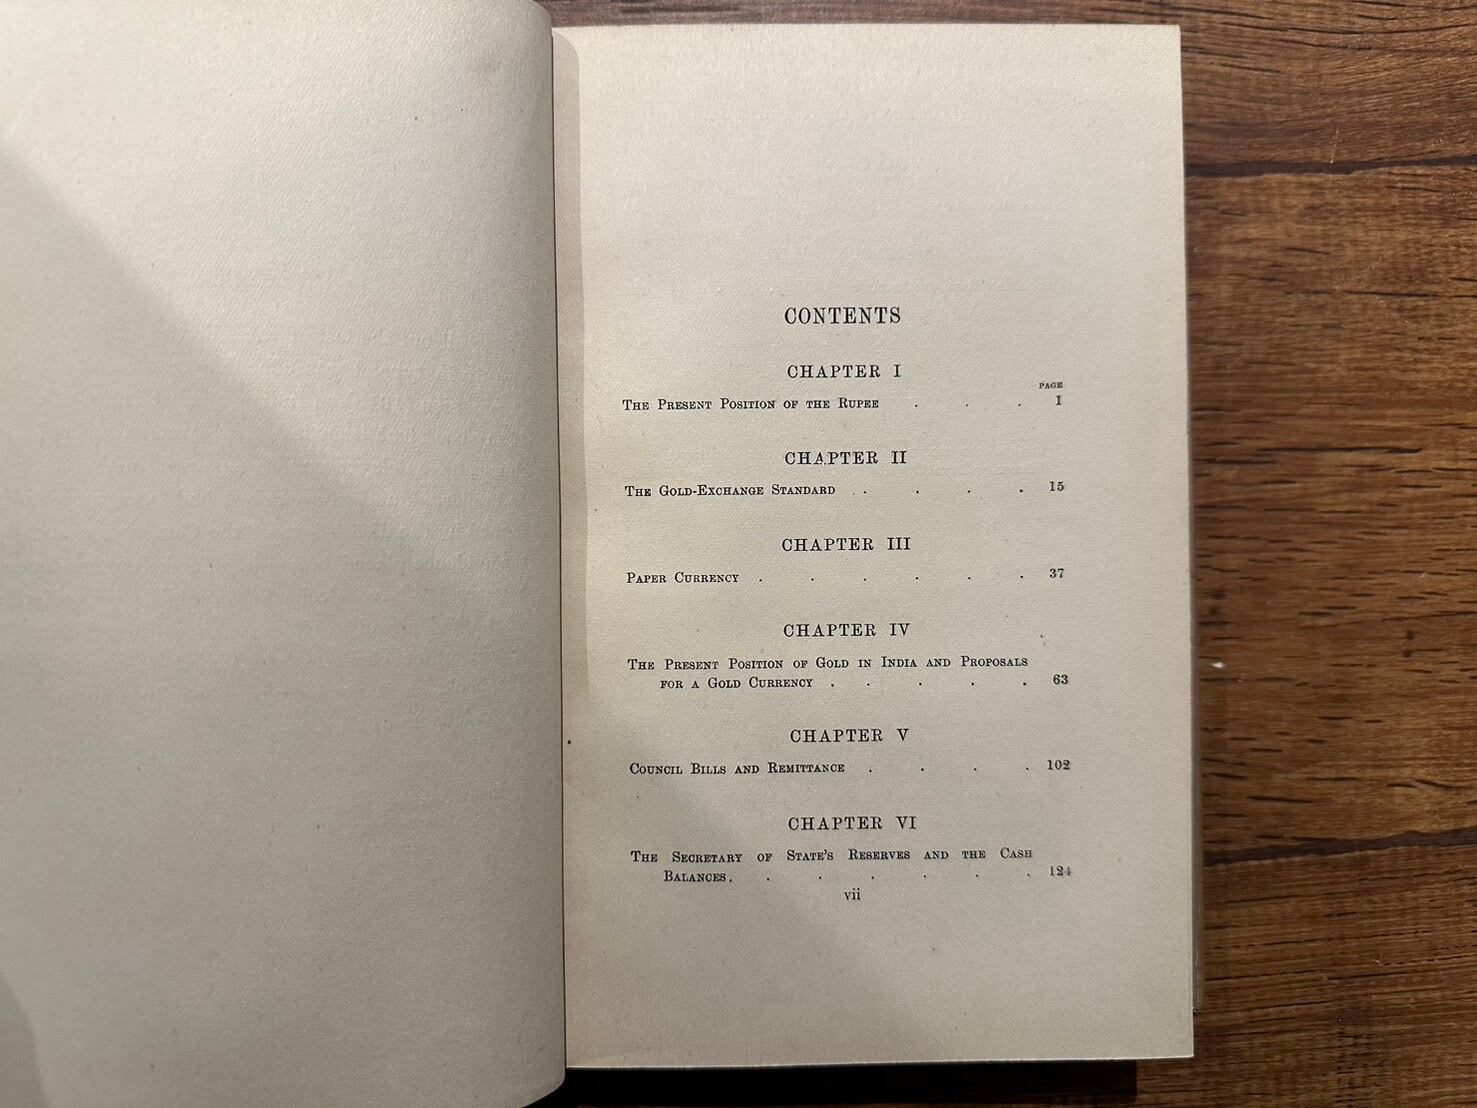 CONTENTS
CHAPTER I
PAGE
The Present Position of the Rupee . . . 1
CHAPTER II
The Gold-Exchange Standard . . . . 15
CHAPTER III
Paper Currency . . . . . . 37
CHAPTER IV
The Present Position of Gold in India and Proposals
for a Gold Currency . . . . . 63
CHAPTER V
Council Bills and Remittance . . . . 102
CHAPTER VI
The Secretary of State's Reserves and the Cash
Balances . . . . . . . 124
vii